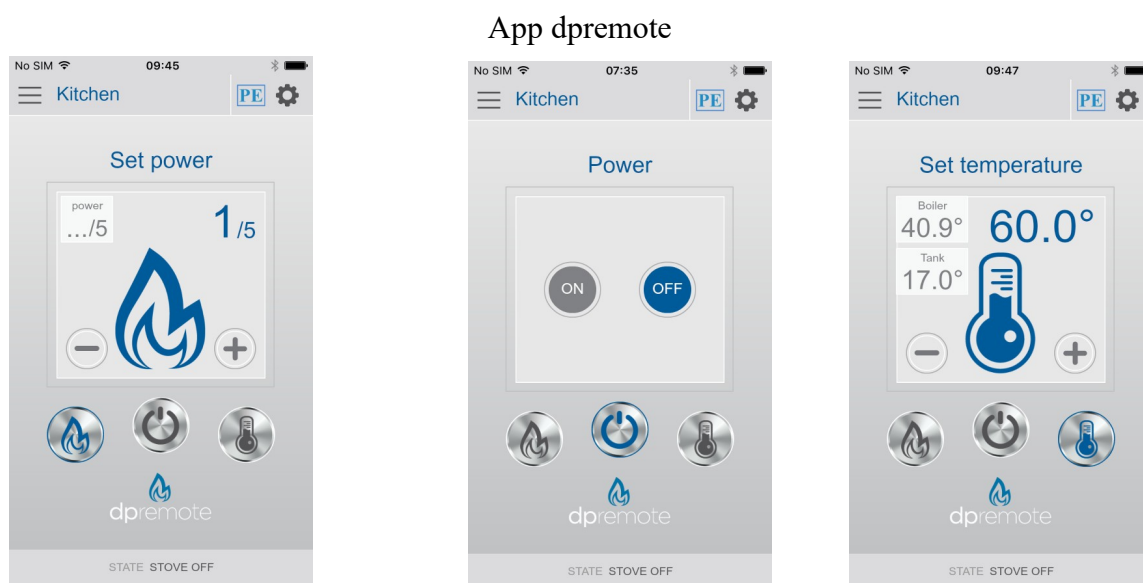 App dpremote
No SIM 09:45
Kitchen PE
Set power
power
.../5
1/5
dpremote
STATE STOVE OFF
No SIM 07:35
Kitchen PE
Power
ON OFF
dpremote
STATE STOVE OFF
No SIM 09:47
Kitchen PE
Set temperature
Boiler
40.9°
60.0°
Tank
17.0°
dpremote
STATE STOVE OFF